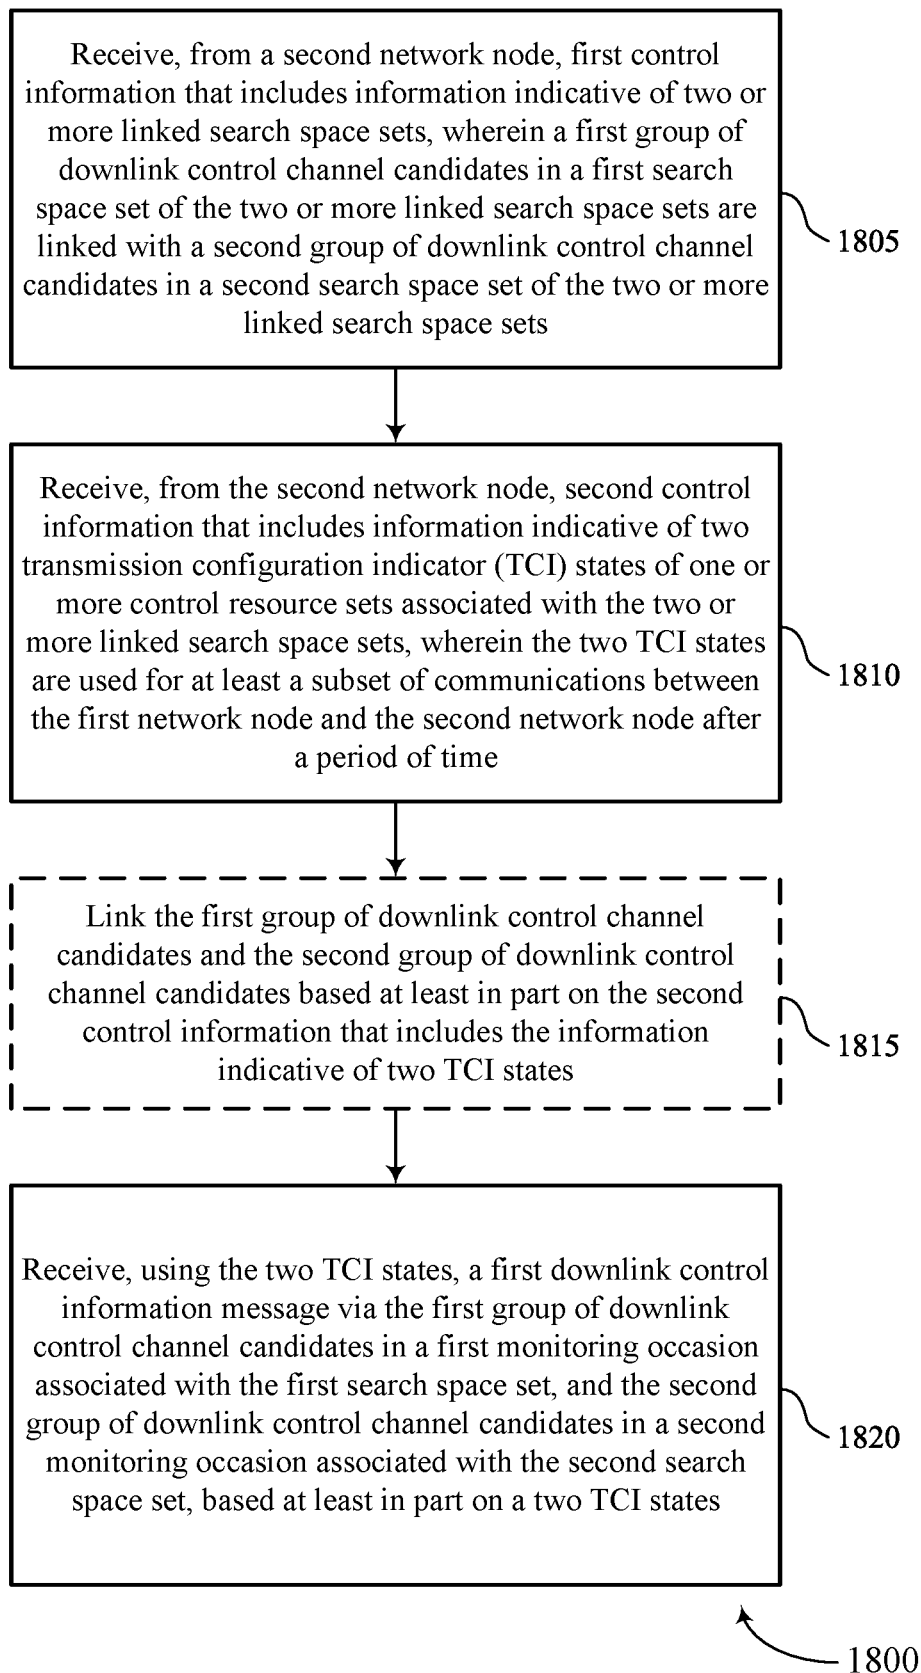 Receive, from a second network node, first control
information that includes information indicative of two or
more linked search space sets, wherein a first group of
downlink control channel candidates in a first search
space set of the two or more linked search space sets are
linked with a second group of downlink control channel
candidates in a second search space set of the two or more
linked search space sets
1805
Receive, from the second network node, second control
information that includes information indicative of two
transmission configuration indicator (TCI) states of one or
more control resource sets associated with the two or
more linked search space sets, wherein the two TCI states
are used for at least a subset of communications between
the first network node and the second network node after
a period of time
1810
Link the first group of downlink control channel
candidates and the second group of downlink control
channel candidates based at least in part on the second
control information that includes the information
indicative of two TCI states
1815
Receive, using the two TCI states, a first downlink control
information message via the first group of downlink
control channel candidates in a first monitoring occasion
associated with the first search space set, and the second
group of downlink control channel candidates in a second
monitoring occasion associated with the second search
space set, based at least in part on a two TCI states
1820
1800